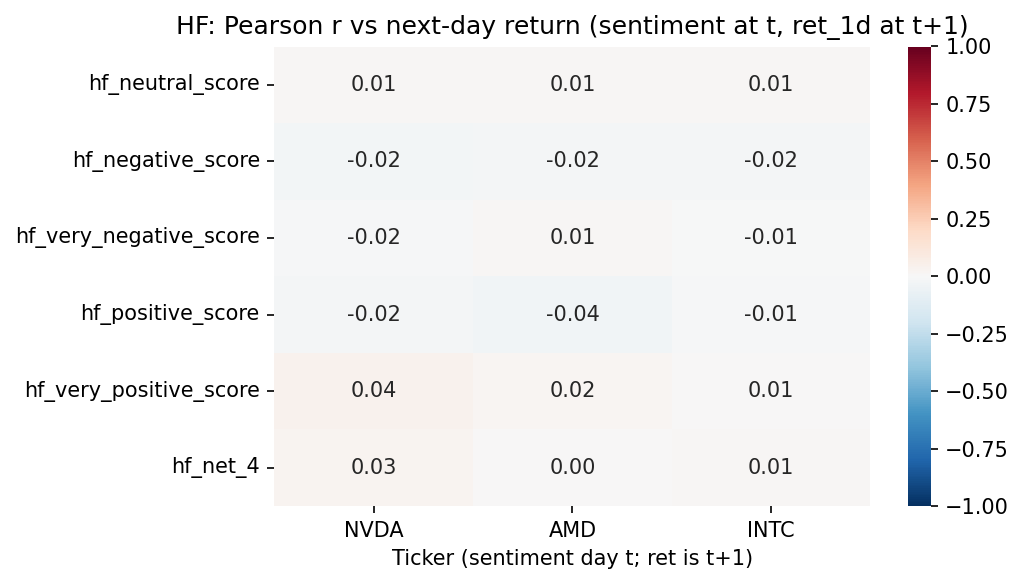 HF: Pearson r vs next-day return (sentiment at t, ret_1d at t+1)
hf_neutral_score 0.01 0.01 0.01
hf_negative_score -0.02 -0.02 -0.02
hf_very_negative_score -0.02 0.01 -0.01
hf_positive_score -0.02 -0.04 -0.01
hf_very_positive_score 0.04 0.02 0.01
hf_net_4 0.03 0.00 0.01
NVDA AMD INTC
Ticker (sentiment day t; ret is t+1)
1.00
0.75
0.50
0.25
0.00
−0.25
−0.50
−0.75
−1.00